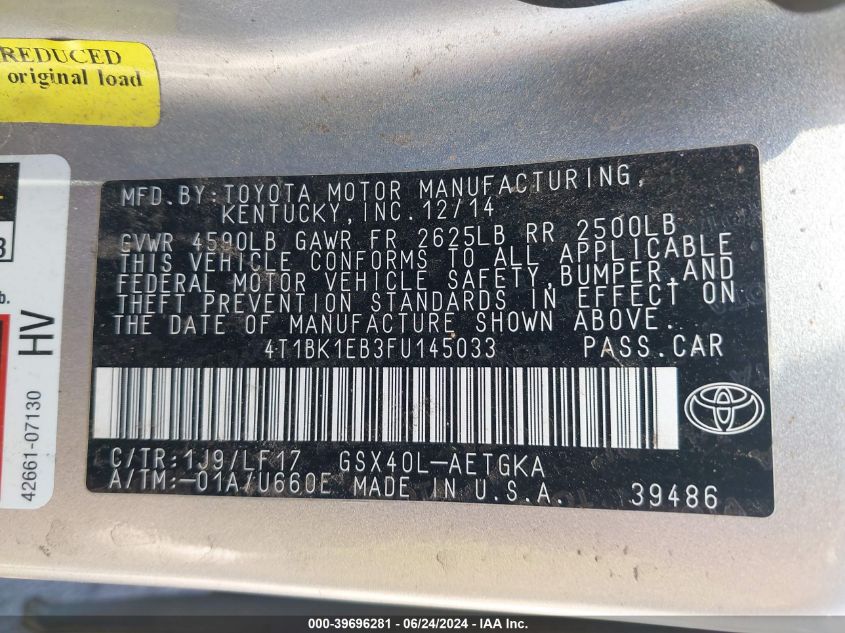 REDUCED
original load
MFD.BY:TOYOTA MOTOR MANUFACTURING,
KENTUCKY,INC.12/14
GVWR 4590LB GAWR FR 2625LB RR 2500LB
THIS VEHICLE CONFORMS TO ALL APPLICABLE
FEDERAL MOTOR VEHICLE SAFETY,BUMPER,AND
THEFT PREVENTION STANDARDS IN EFFECT ON
THE DATE OF MANUFACTURE SHOWN ABOVE.
4T1BK1EB3FU145033 PASS.CAR
C/TR:1J9/LF17 GSX40L-AETGKA
A/TM:-01A/U660E MADE IN U.S.A. 39486
HV
42661-07130
000-39696281 / 06/24/2024 - IAA Inc.